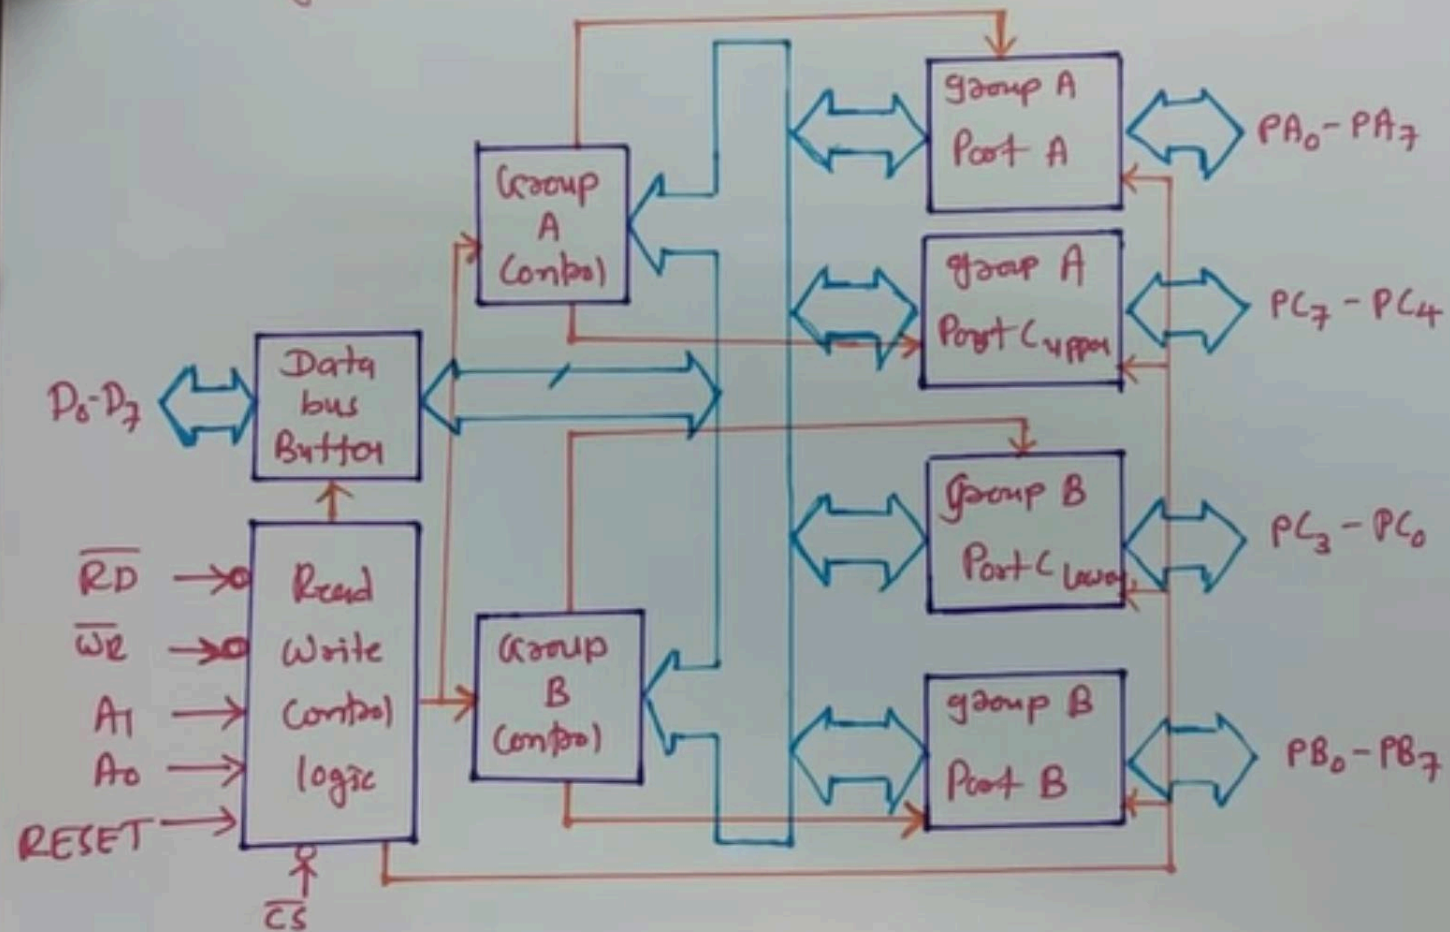 Group
A
Control
group A
Port A
PA0-PA7
group A
Port C upper
PC7-PC4
D0-D7
Data
bus
Buffer
group B
Port C Lower
PC3-PC0
RD
WR
A1
A0
RESET
CS
Read
Write
Control
logic
Group
B
Control
group B
Port B
PB0-PB7